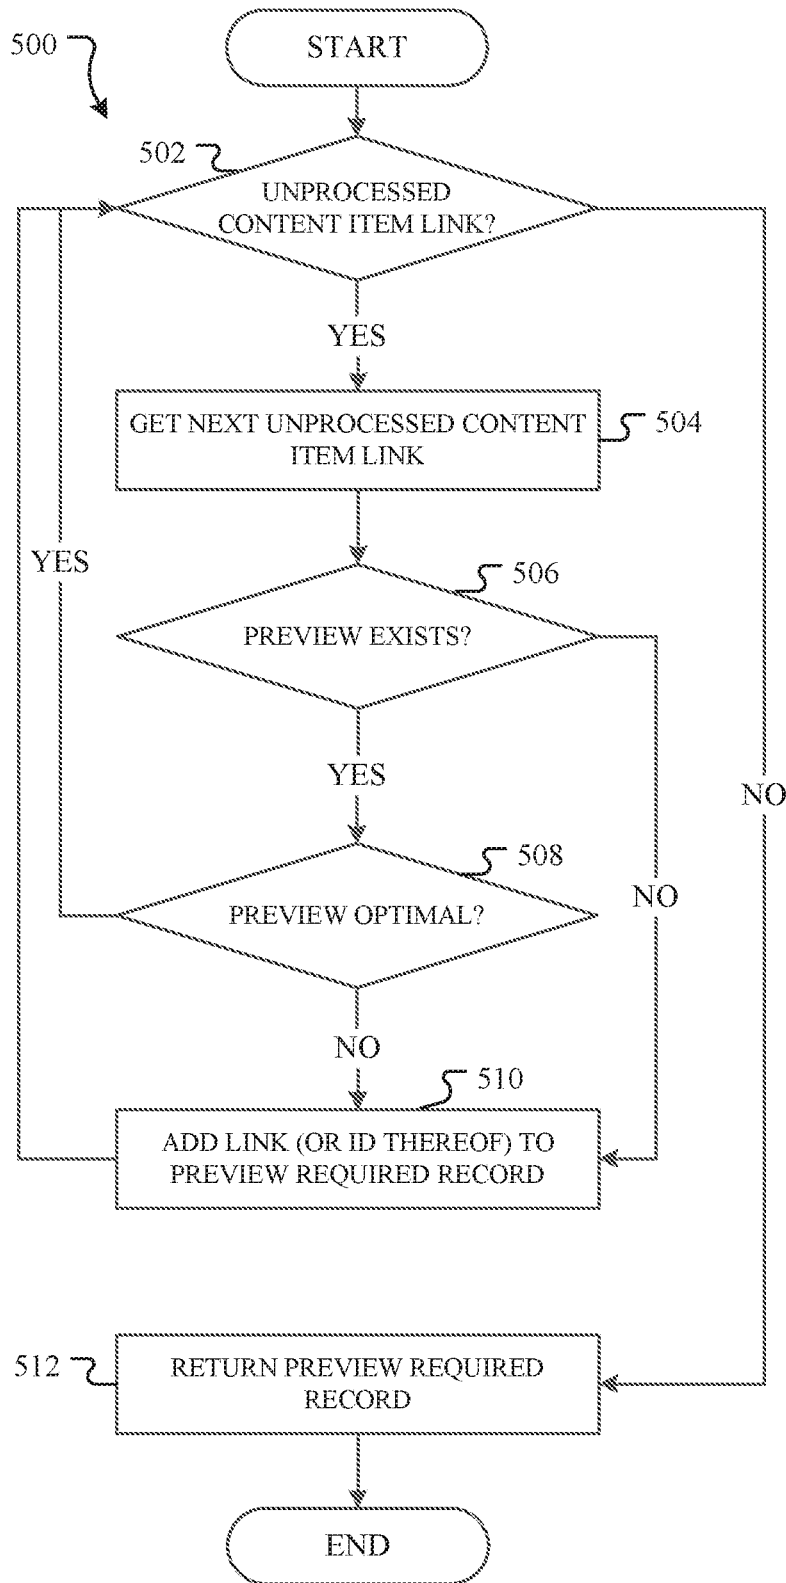 START
500
502
UNPROCESSED
CONTENT ITEM LINK?
YES
GET NEXT UNPROCESSED CONTENT
ITEM LINK
504
YES
506
PREVIEW EXISTS?
YES
NO
508
PREVIEW OPTIMAL?
NO
NO
510
ADD LINK (OR ID THEREOF) TO
PREVIEW REQUIRED RECORD
512
RETURN PREVIEW REQUIRED
RECORD
END